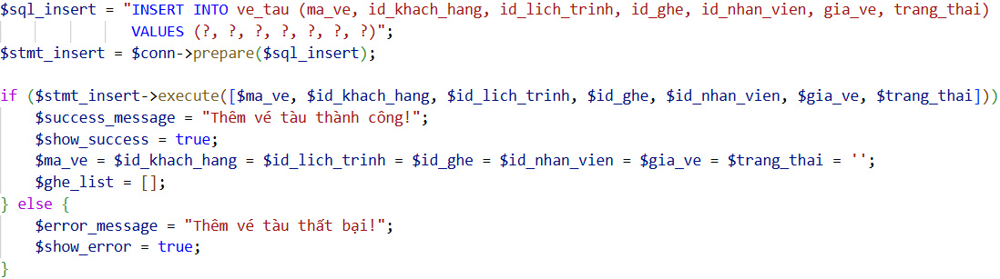 $sql_insert = "INSERT INTO ve_tau (ma_ve, id_khach_hang, id_lich_trinh, id_ghe, id_nhan_vien, gia_ve, trang_thai)
VALUES (?, ?, ?, ?, ?, ?, ?)";
$stmt_insert = $conn->prepare($sql_insert);
if ($stmt_insert->execute([$ma_ve, $id_khach_hang, $id_lich_trinh, $id_ghe, $id_nhan_vien, $gia_ve, $trang_thai]))
$success_message = "Thêm vé tàu thành công!";
$show_success = true;
$ma_ve = $id_khach_hang = $id_lich_trinh = $id_ghe = $id_nhan_vien = $gia_ve = $trang_thai = '';
$ghe_list = [];
} else {
$error_message = "Thêm vé tàu thất bại!";
$show_error = true;
}